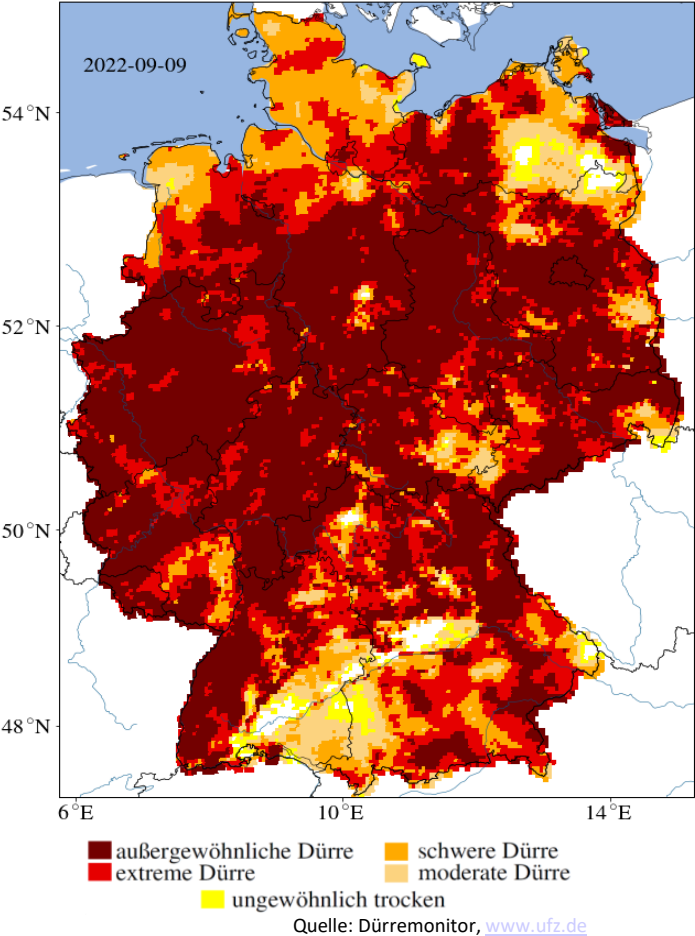 2022-09-09
54°N
52°N
50°N
48°N
6°E 10°E 14°E
außergewöhnliche Dürre schwere Dürre
extreme Dürre moderate Dürre
ungewöhnlich trocken
Quelle: Dürremonitor, www.ufz.de